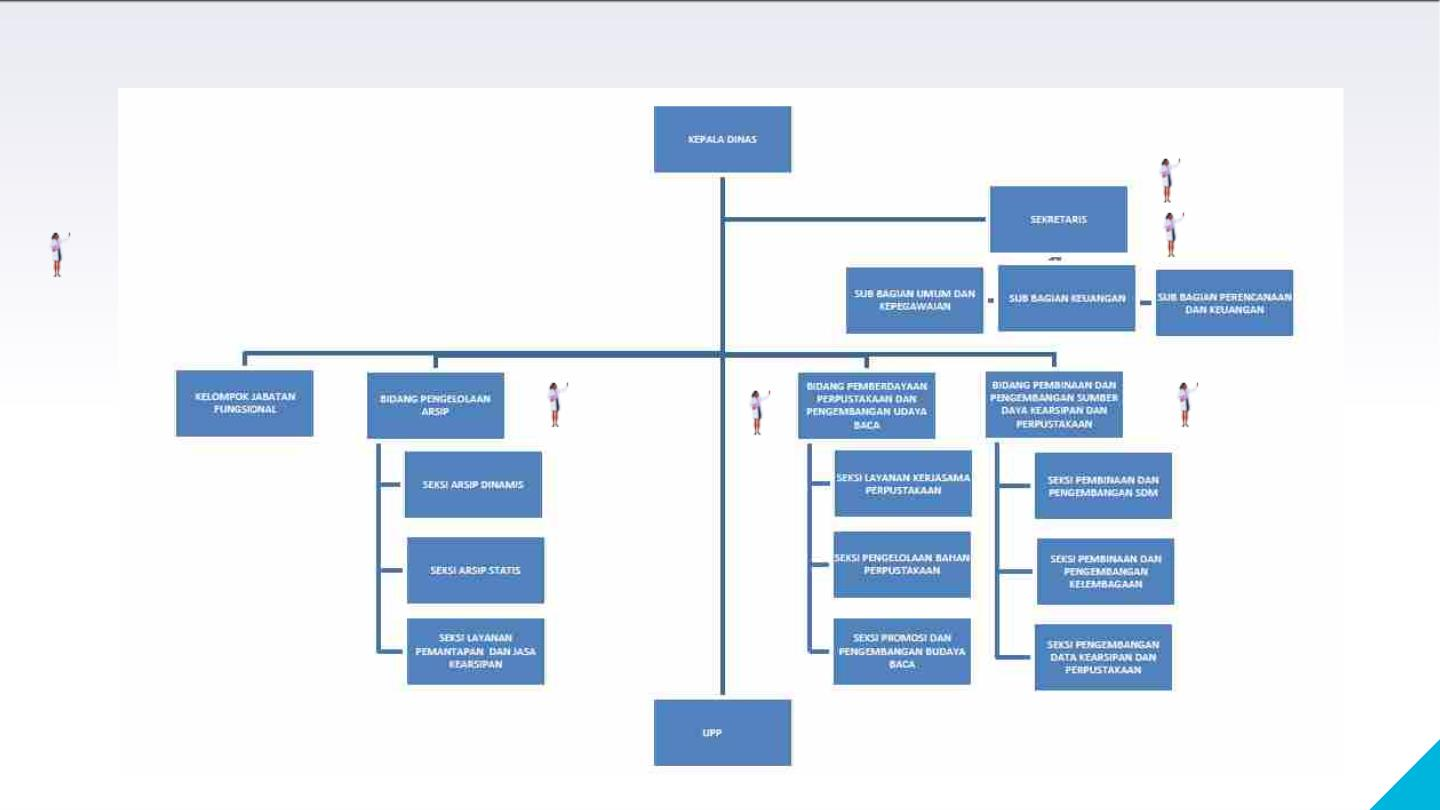 KEPALA DINAS
SEKRETARIS
SUB BAGIAN UMUM DAN
KEPEGAWAIAN
SUB BAGIAN KEUANGAN
SUB BAGIAN PERENCANAAN
DAN KEUANGAN
KELOMPOK JABATAN
FUNGSIONAL
BIDANG PENGELOLAAN
ARSIP
SEKSI ARSIP DINAMIS
SEKSI ARSIP STATIS
SEKSI LAYANAN
PEMANTAPAN DAN JASA
KEARSIPAN
BIDANG PEMBERDAYAAN
PERPUSTAKAAN DAN
PENGEMBANGAN UDAYA
BACA
SEKSI LAYANAN KERJASAMA
PERPUSTAKAAN
SEKSI PENGELOLAAN BAHAN
PERPUSTAKAAN
SEKSI PROMOSI DAN
PENGEMBANGAN BUDAYA
BACA
BIDANG PEMBINAAN DAN
PENGEMBANGAN SUMBER
DAYA KEARSIPAN DAN
PERPUSTAKAAN
SEKSI PEMBINAAN DAN
PENGEMBANGAN SDM
SEKSI PEMBINAAN DAN
PENGEMBANGAN
KELEMBAGAAN
SEKSI PENGEMBANGAN
DATA KEARSIPAN DAN
PERPUSTAKAAN
UPP